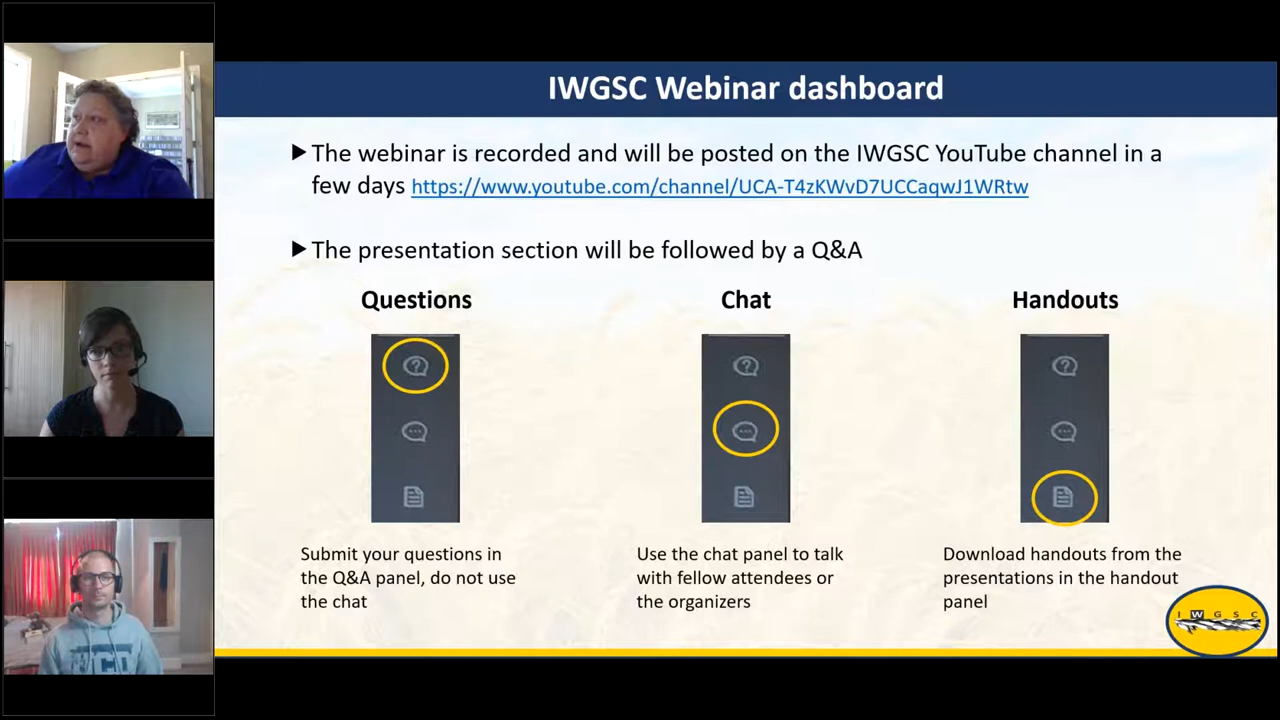 IWGSC Webinar dashboard
The webinar is recorded and will be posted on the IWGSC YouTube channel in a
few days https://www.youtube.com/channel/UCA-T4zKWvD7UCCaqwJ1WRtw
The presentation section will be followed by a Q&A
Questions
Chat
Handouts
Submit your questions in
the Q&A panel, do not use
the chat
Use the chat panel to talk
with fellow attendees or
the organizers
Download handouts from the
presentations in the handout
panel
I W G S C